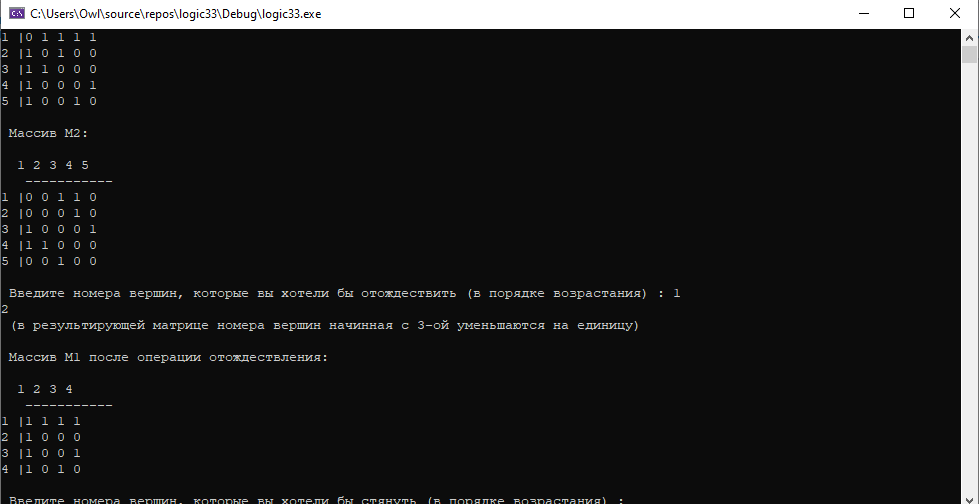 C:\Users\Owl\source\repos\logic33\Debug\logic33.exe
1 |0 1 1 1 1
2 |1 0 1 0 0
3 |1 1 0 0 0
4 |1 0 0 0 1
5 |1 0 0 1 0
Массив M2:
1 2 3 4 5
-----------
1 |0 0 1 1 0
2 |0 0 0 1 0
3 |1 0 0 0 1
4 |1 1 0 0 0
5 |0 0 1 0 0
Введите номера вершин, которые вы хотели бы отождествить (в порядке возрастания) : 1
2
(в результирующей матрице номера вершин начинная с 3-ой уменьшаются на единицу)
Массив M1 после операции отождествления:
1 2 3 4
-----------
1 |1 1 1 1
2 |1 0 0 0
3 |1 0 0 1
4 |1 0 1 0
Введите номера вершин, которые вы хотели бы стянуть (в порядке возрастания) :